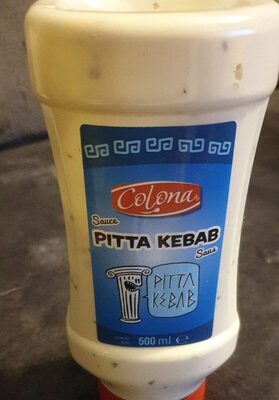 Colona
Sauce
PITTA KEBAB
Saus
PITTA
KEBAB
500 ml e